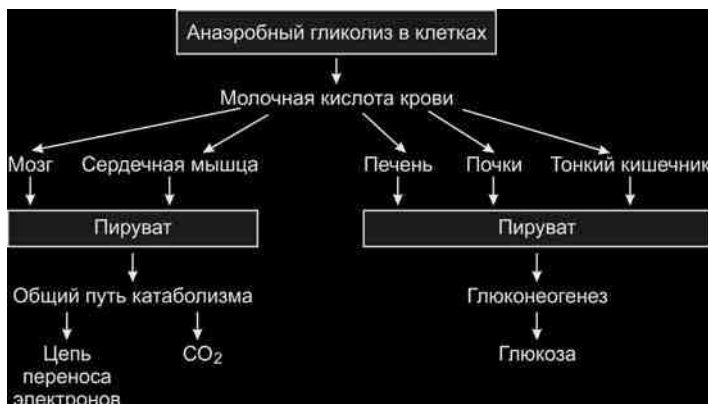 Анаэробный гликолиз в клетках
Молочная кислота крови
Мозг Сердечная мышца Печень Почки Тонкий кишечник
Пируват Пируват
Общий путь катаболизма Глюконеогенез
Цепь CO₂ Глюкоза
переноса
электронов